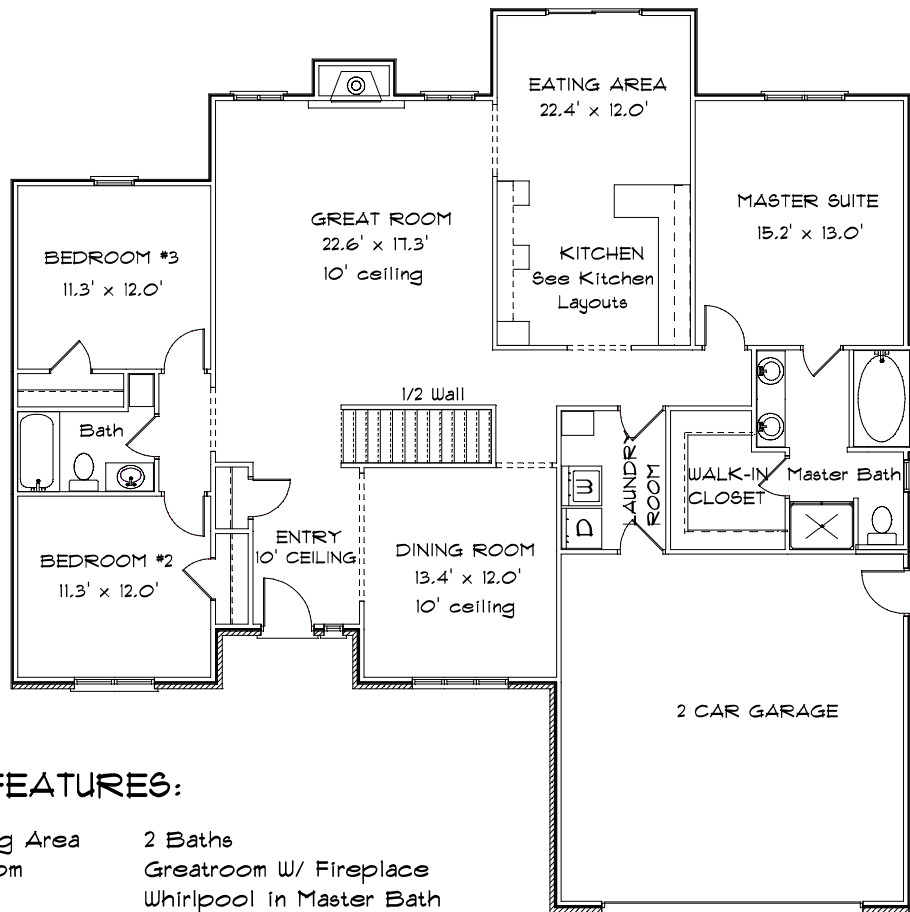 EATING AREA
22.4' x 12.0'
MASTER SUITE
15.2' x 13.0'
GREAT ROOM
22.6' x 17.3'
10' ceiling
KITCHEN
See Kitchen
Layouts
BEDROOM #3
11.3' x 12.0'
1/2 Wall
Bath
LAUNDRY
ROOM
W
D
WALK-IN
CLOSET
Master Bath
ENTRY
10' CEILING
DINING ROOM
13.4' x 12.0'
10' ceiling
BEDROOM #2
11.3' x 12.0'
2 CAR GARAGE
FEATURES:
g Area
2 Baths
om
Greatroom W/ Fireplace
Whirlpool in Master Bath